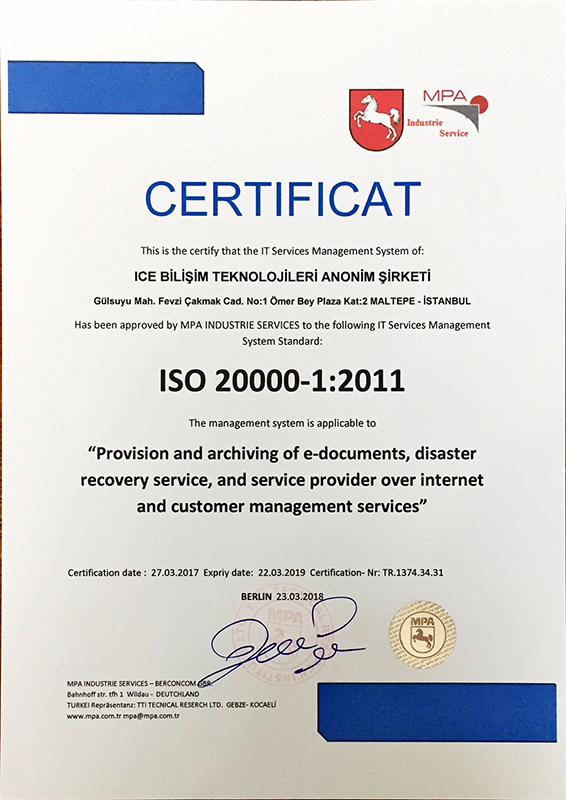 MPA
Industrie
Service
CERTIFICAT
This is the certify that the IT Services Management System of:
ICE BİLİŞİM TEKNOLOJİLERİ ANONİM ŞİRKETİ
Gülsuyu Mah. Fevzi Çakmak Cad. No:1 Ömer Bey Plaza Kat:2 MALTEPE - İSTANBUL
Has been approved by MPA INDUSTRIE SERVICES to the following IT Services Management
System Standard:
ISO 20000-1:2011
The management system is applicable to
“Provision and archiving of e-documents, disaster
recovery service, and service provider over internet
and customer management services”
Certification date : 27.03.2017 Expriy date: 22.03.2019 Certification- Nr: TR.1374.34.31
BERLIN 23.03.2018
MPA
MPA
MPA INDUSTRIE SERVICES – BERCONCOM GBR.
Bahnhoff str. tfh 1 Wildau - DEUTCHLAND
TURKEI Repräsentanz: TTI TECNICAL RESERCH LTD. GEBZE- KOCAELİ
www.mpa.com.tr mpa@mpa.com.tr